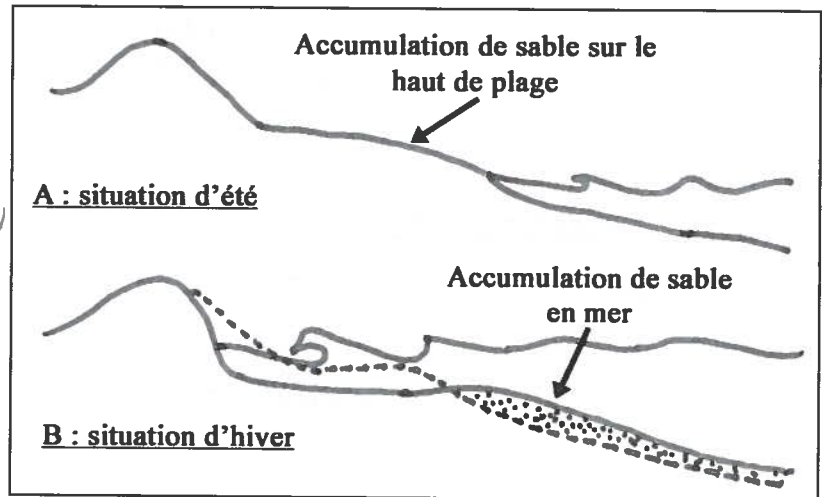 Accumulation de sable sur le
haut de plage
A : situation d'été
Accumulation de sable
en mer
B : situation d'hiver